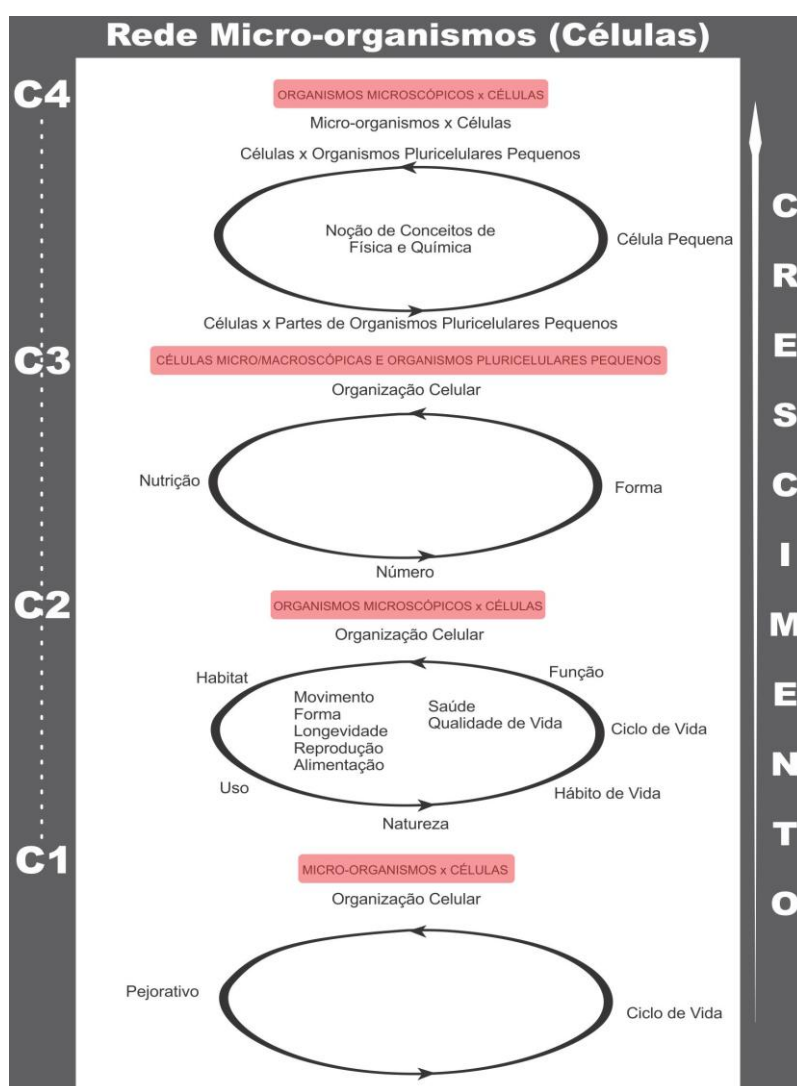 Rede Micro-organismos (Células)
C4
ORGANISMOS MICROSCÓPICOS x CÉLULAS
Micro-organismos x Células
Células x Organismos Pluricelulares Pequenos
Noção de Conceitos de
Física e Química
Célula Pequena
Células x Partes de Organismos Pluricelulares Pequenos
C3
CÉLULAS MICRO/MACROSCÓPICAS E ORGANISMOS PLURICELULARES PEQUENOS
Organização Celular
Nutrição
Forma
Número
C2
ORGANISMOS MICROSCÓPICOS x CÉLULAS
Organização Celular
Habitat
Função
Movimento
Forma
Longevidade
Reprodução
Alimentação
Saúde
Qualidade de Vida
Ciclo de Vida
Uso
Hábito de Vida
Natureza
C1
MICRO-ORGANISMOS x CÉLULAS
Organização Celular
Pejorativo
Ciclo de Vida
CRESCIMENTO